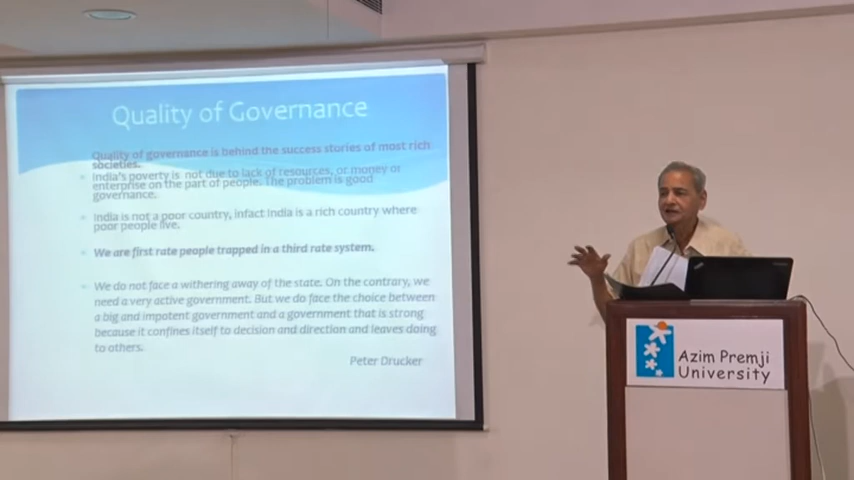 Quality of Governance
Quality of governance is behind the success stories of most rich
societies.
India's poverty is not due to lack of resources, or money or
enterprise on the part of people. The problem is good
governance.
India is not a poor country, infact India is a rich country where
poor people live.
We are first rate people trapped in a third rate system.
We do not face a withering away of the state. On the contrary, we
need a very active government. But we do face the choice between
a big and impotent government and a government that is strong
because it confines itself to decision and direction and leaves doing
to others.
Peter Drucker
Azim Premji
University